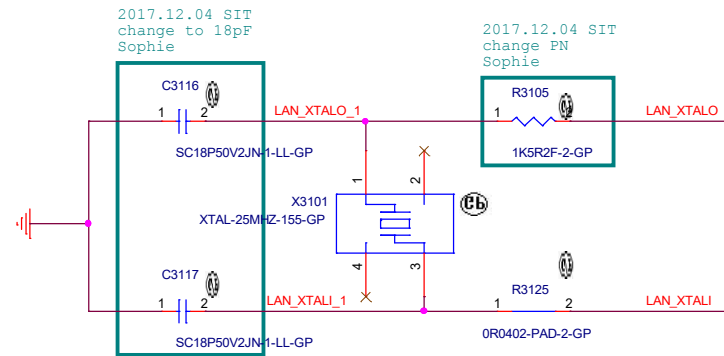 2017.12.04 SIT
change to 18pF
Sophie
2017.12.04 SIT
change PN
Sophie
C3116
1 2
LAN_XTALO_1
SC18P50V2JN-1-LL-GP
R3105
1 2
LAN_XTALO
1K5R2F-2-GP
1 2
X3101
XTAL-25MHZ-155-GP
4 3
C3117
1 2
LAN_XTALI_1
SC18P50V2JN-1-LL-GP
R3125
1 2
LAN_XTALI
0R0402-PAD-2-GP